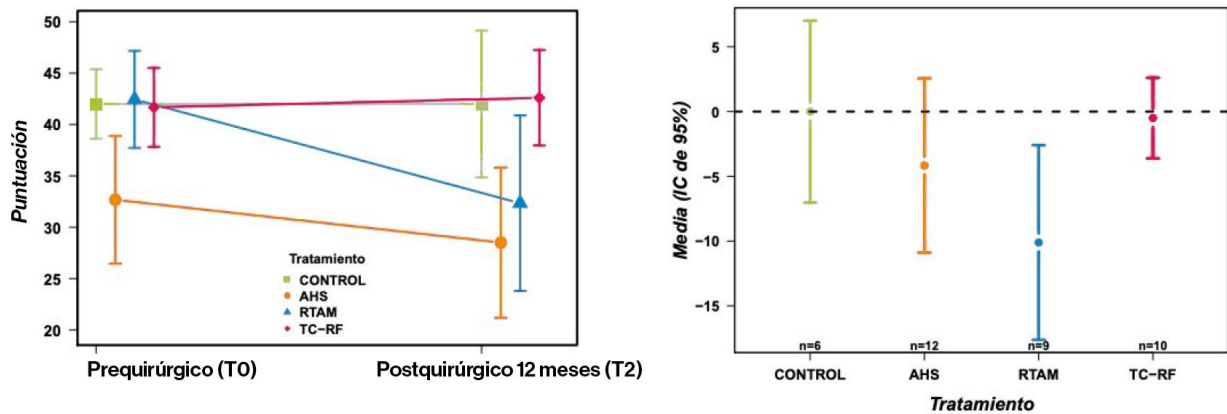 50
45
40
35
30
25
20
Puntuación
Tratamiento
CONTROL
AHS
RTAM
TC−RF
Prequirúrgico (T0)
Postquirúrgico 12 meses (T2)
5
0
−5
−10
−15
Media (IC de 95%)
n=6
n=12
n=9
n=10
CONTROL
AHS
RTAM
TC−RF
Tratamiento